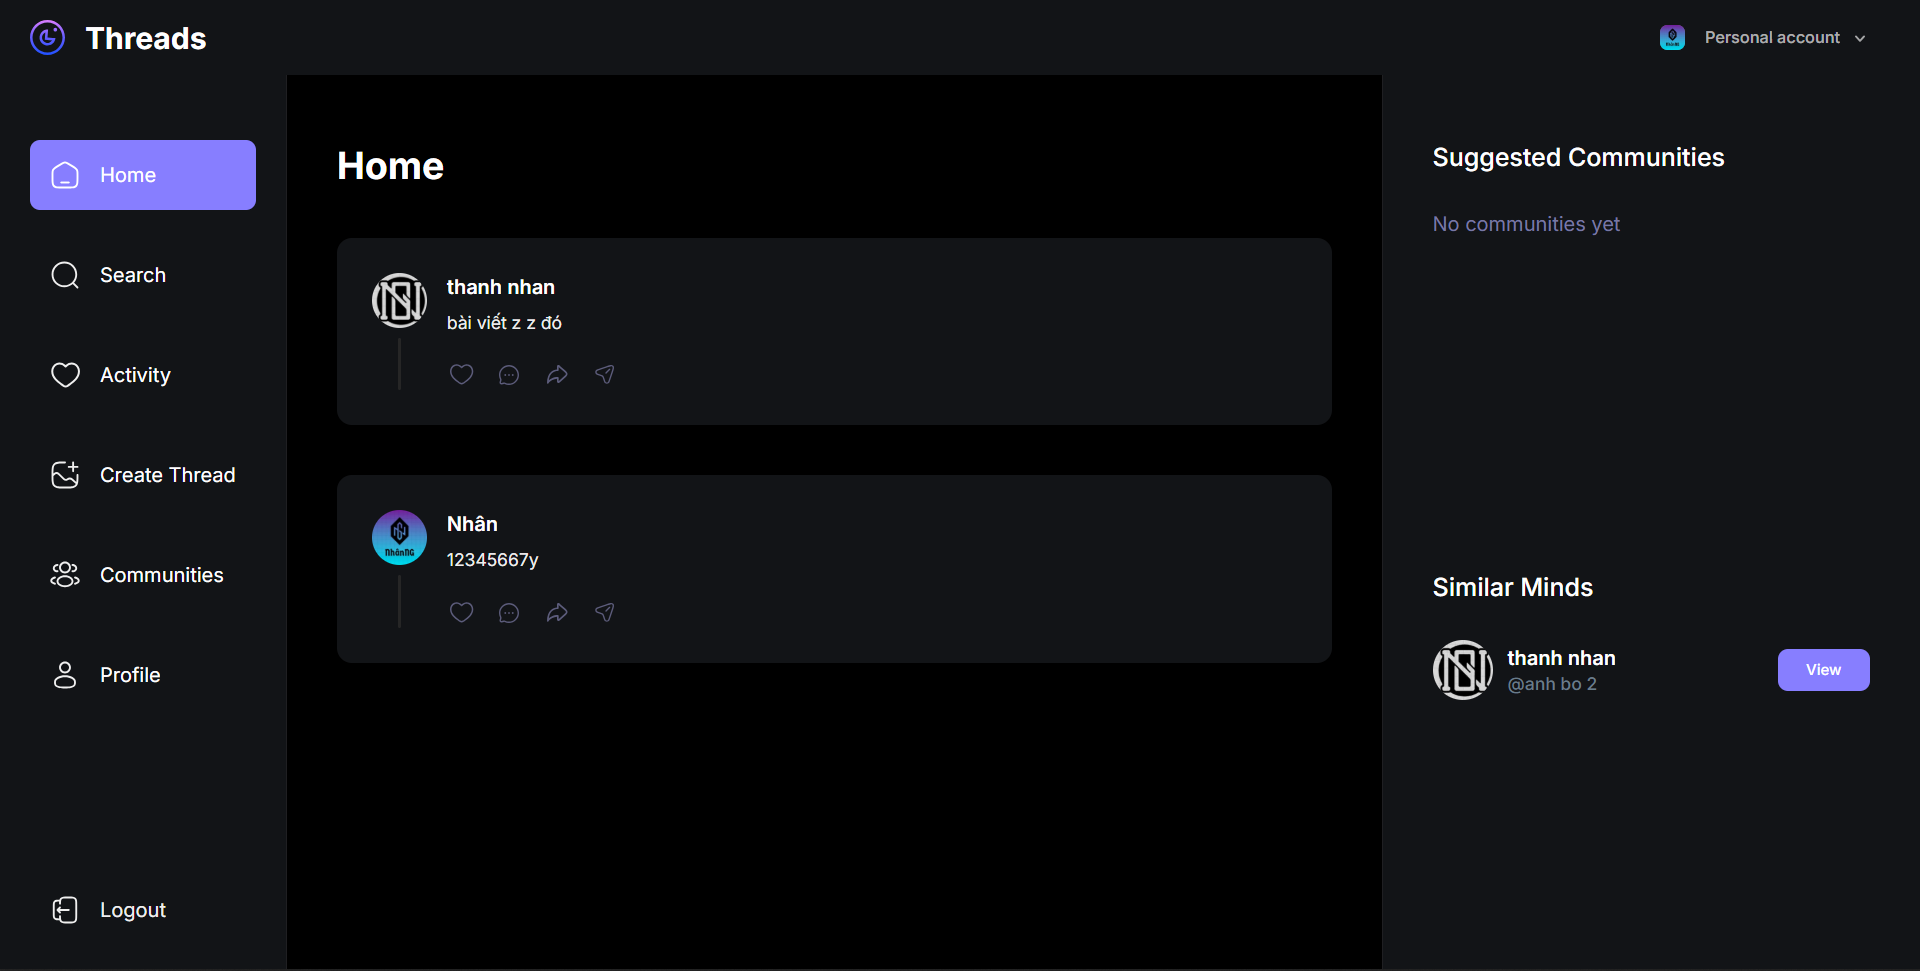 Threads
Personal account
Home
Search
Activity
Create Thread
Communities
Profile
Logout
Home
thanh nhan
bài viết z z đó
Nhân
12345667y
NhânNG
Suggested Communities
No communities yet
Similar Minds
thanh nhan
@anh bo 2
View